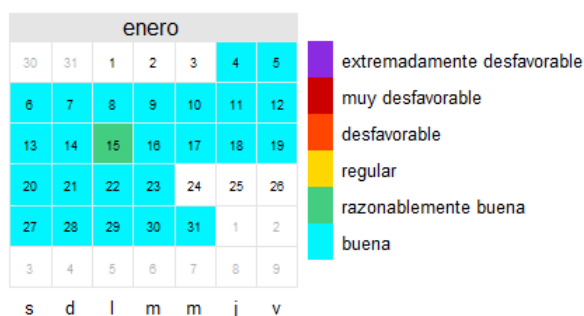 enero
30 31 1 2 3 4 5
6 7 8 9 10 11 12
13 14 15 16 17 18 19
20 21 22 23 24 25 26
27 28 29 30 31 1 2
3 4 5 6 7 8 9
s d l m m j v
extremadamente desfavorable
muy desfavorable
desfavorable
regular
razonablemente buena
buena